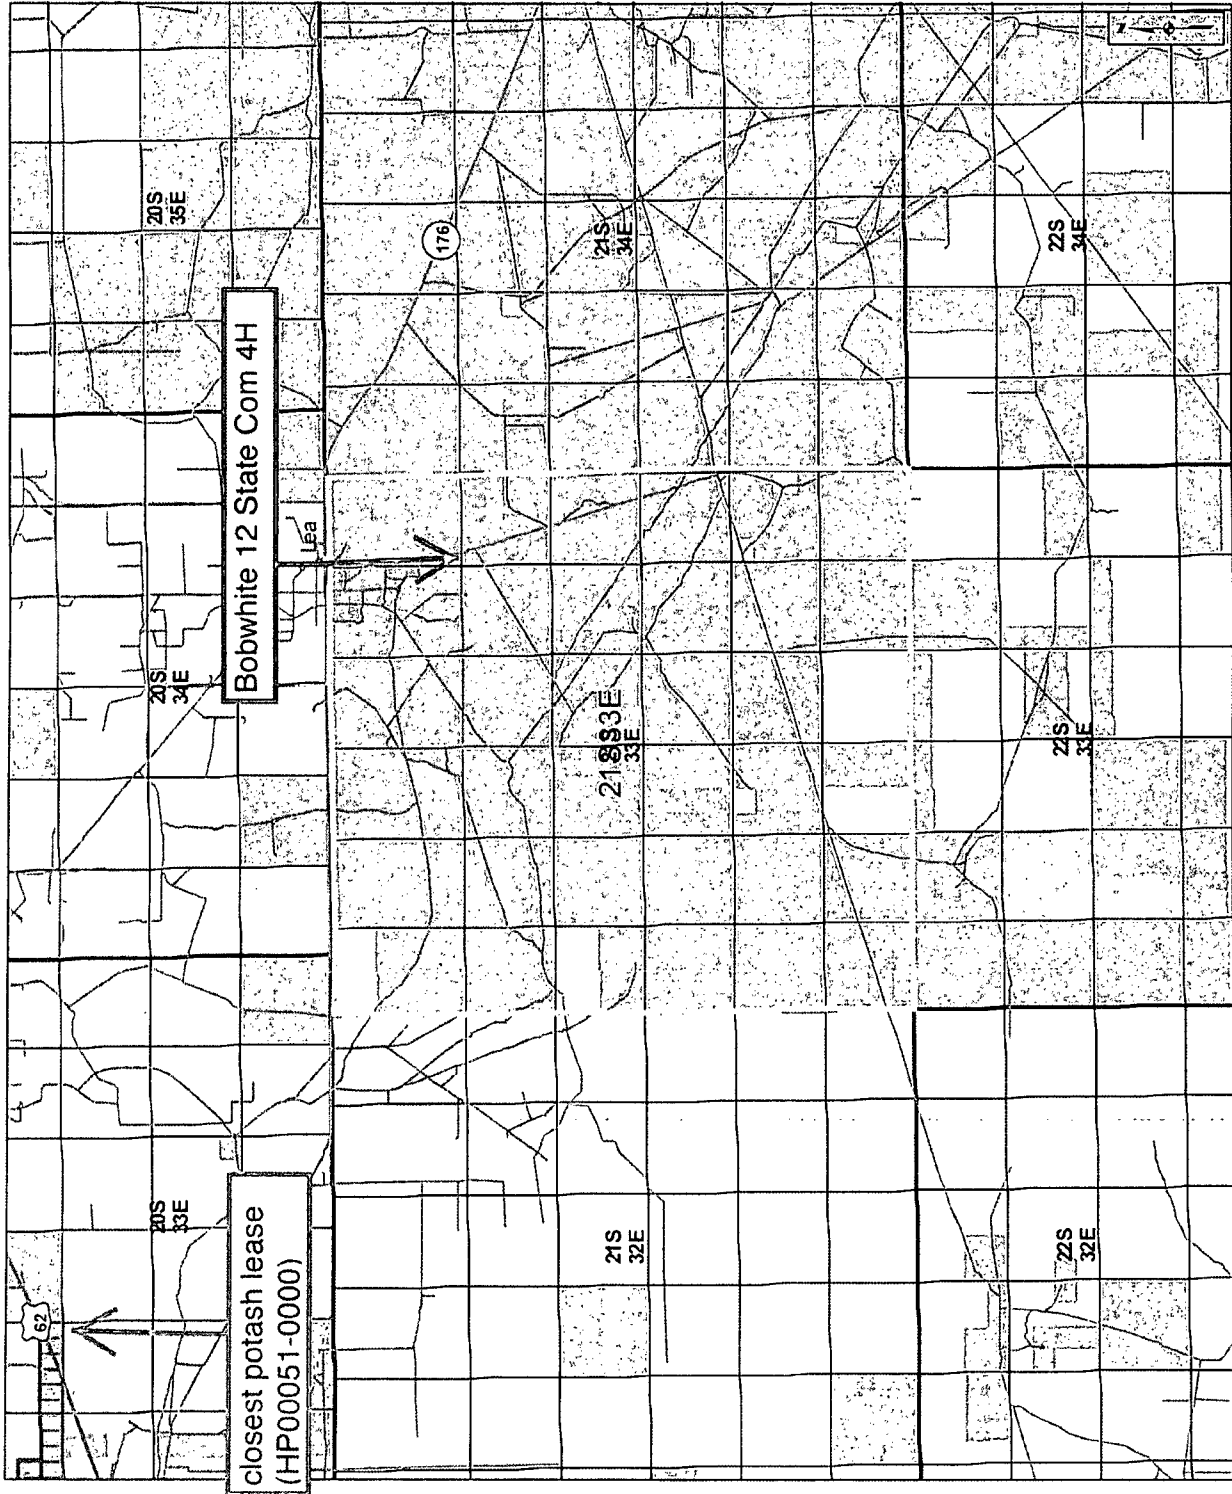 62
20S
33E
20S
34E
20S
35E
closest potash lease
(HP00051-0000)
Bobwhite 12 State Com 4H
Lea
176
21S
32E
33E
21S
34E
22S
32E
22S
33E
22S
34E